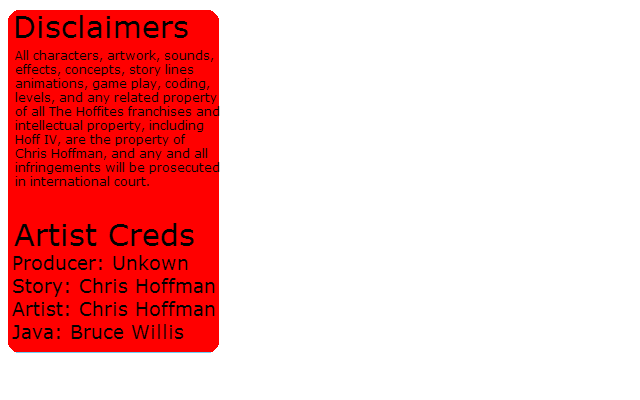 Disclaimers
All characters, artwork, sounds,
effects, concepts, story lines
animations, game play, coding,
levels, and any related property
of all The Hoffites franchises and
intellectual property, including
Hoff IV, are the property of
Chris Hoffman, and any and all
infringements will be prosecuted
in international court.
Artist Creds
Producer: Unkown
Story: Chris Hoffman
Artist: Chris Hoffman
Java: Bruce Willis